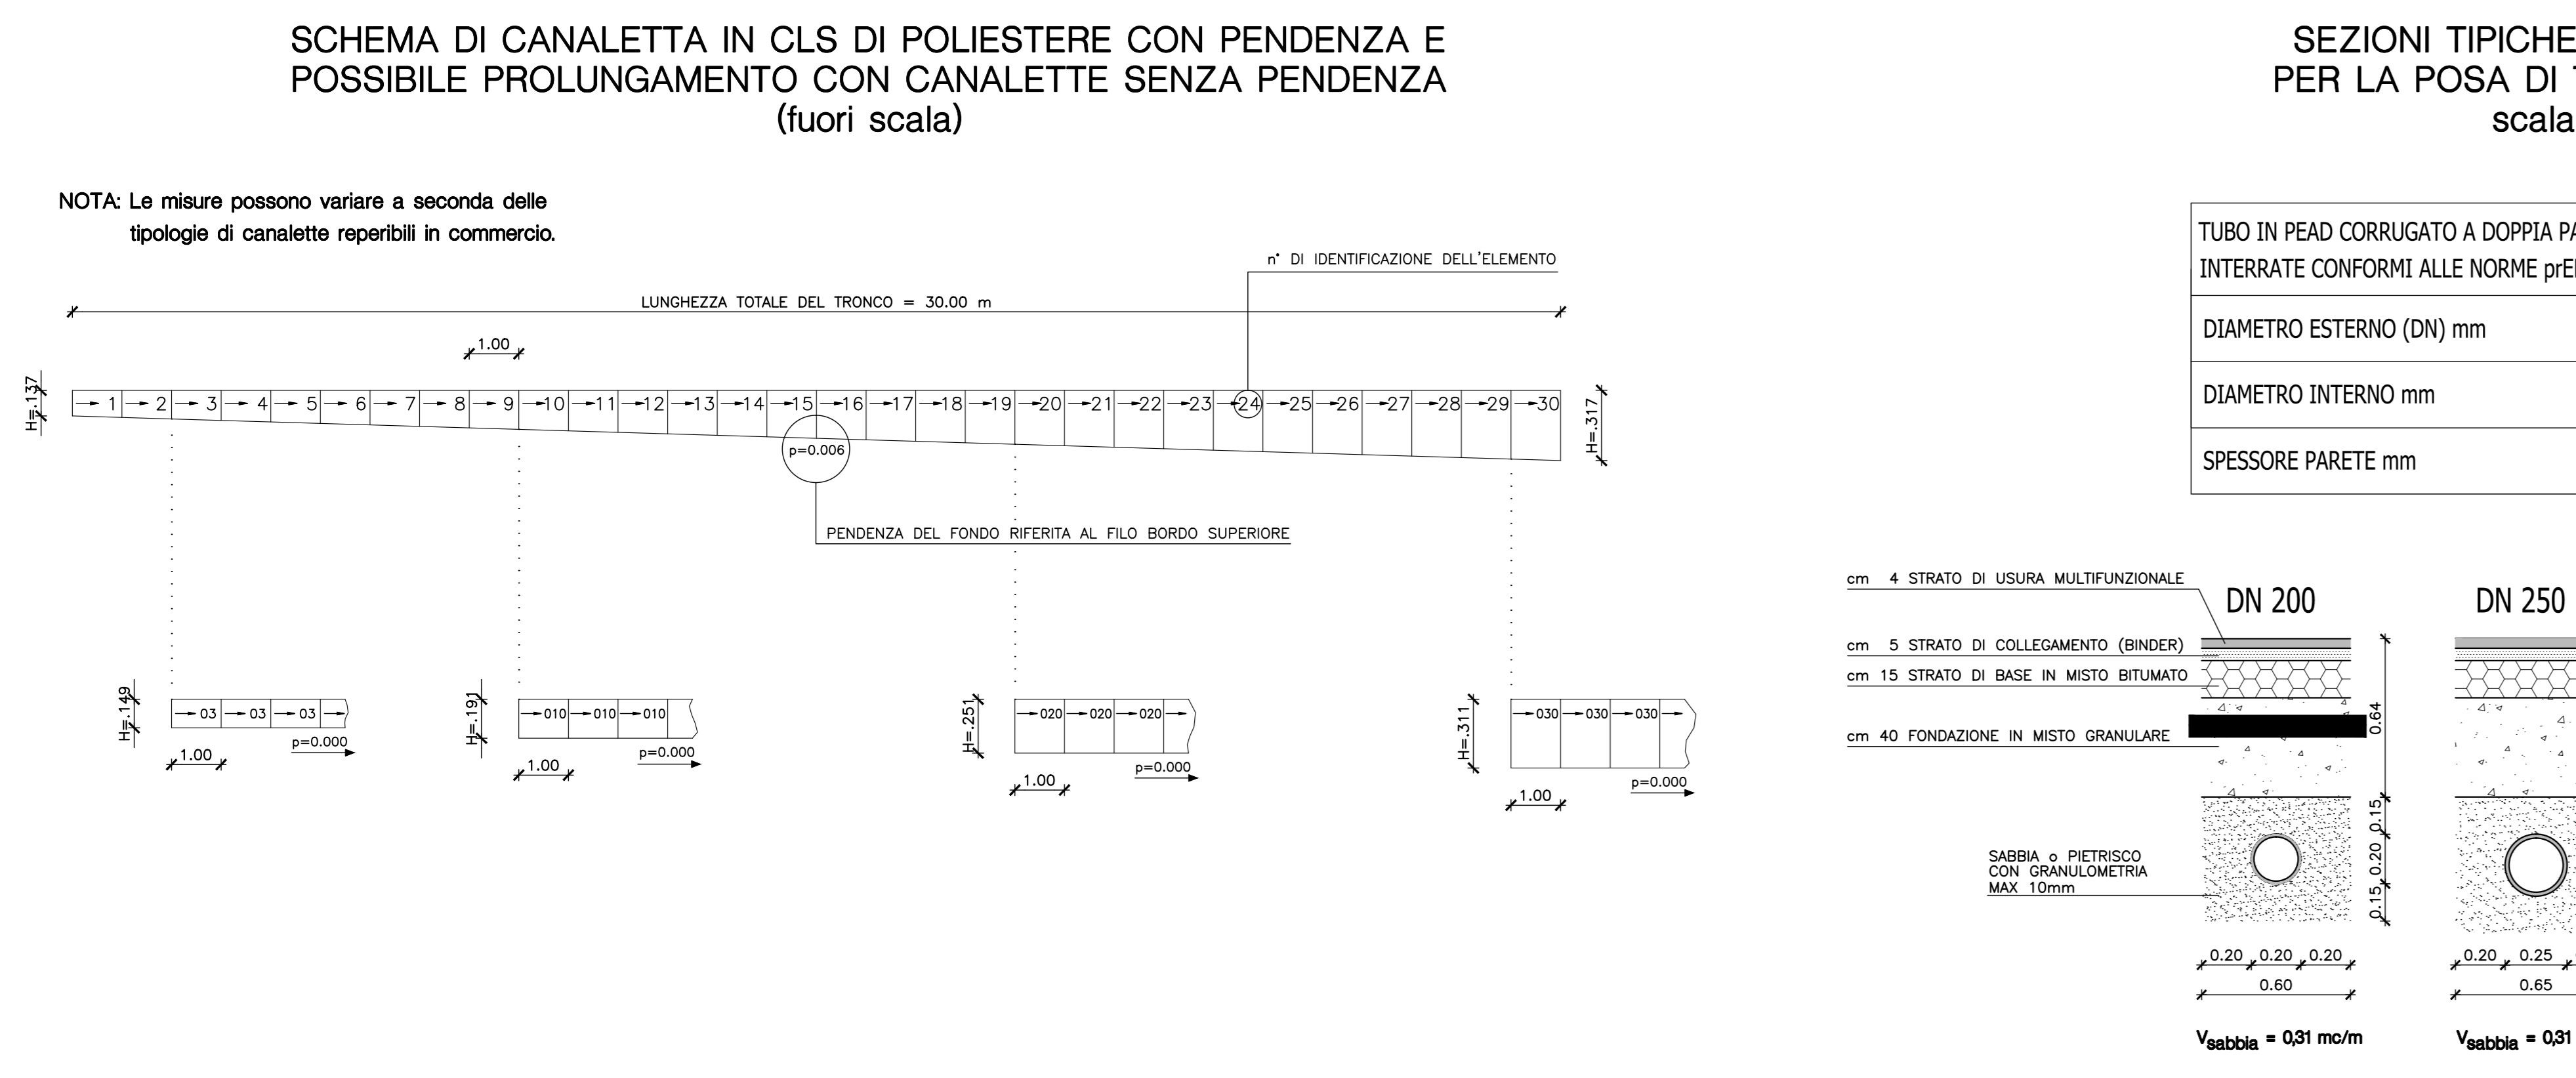 SCHEMA DI CANALETTA IN CLS DI POLIESTERE CON PENDENZA E
POSSIBILE PROLUNGAMENTO CON CANALETTE SENZA PENDENZA
(fuori scala)
NOTA: Le misure possono variare a seconda delle
tipologie di canalette reperibili in commercio.
n° DI IDENTIFICAZIONE DELL'ELEMENTO
LUNGHEZZA TOTALE DEL TRONCO = 30.00 m
1.00
H=.137
1 2 3 4 5 6 7 8 9 10 11 12 13 14 15 16 17 18 19 20 21 22 23 24 25 26 27 28 29 30
H=.317
p=0.006
PENDENZA DEL FONDO RIFERITA AL FILO BORDO SUPERIORE
H=.149
03 03 03
p=0.000
1.00
H=.191
010 010 010
p=0.000
1.00
H=.251
020 020 020
p=0.000
1.00
H=.311
030 030 030
p=0.000
1.00
SEZIONI TIPICHE
PER LA POSA DI
scala
TUBO IN PEAD CORRUGATO A DOPPIA
INTERRATE CONFORMI ALLE NORME
DIAMETRO ESTERNO (DN) mm
DIAMETRO INTERNO mm
SPESSORE PARETE mm
cm 4 STRATO DI USURA MULTIFUNZIONALE
cm 5 STRATO DI COLLEGAMENTO (BINDER)
cm 15 STRATO DI BASE IN MISTO BITUMATO
cm 40 FONDAZIONE IN MISTO GRANULARE
SABBIA o PIETRISCO
CON GRANULOMETRIA
MAX 10mm
DN 200
0.64
0.15
0.20
0.15
0.20 0.20 0.20
0.60
Vsabbia = 0,31 mc/m
DN 250
0.20 0.25
0.65
Vsabbia = 0,31